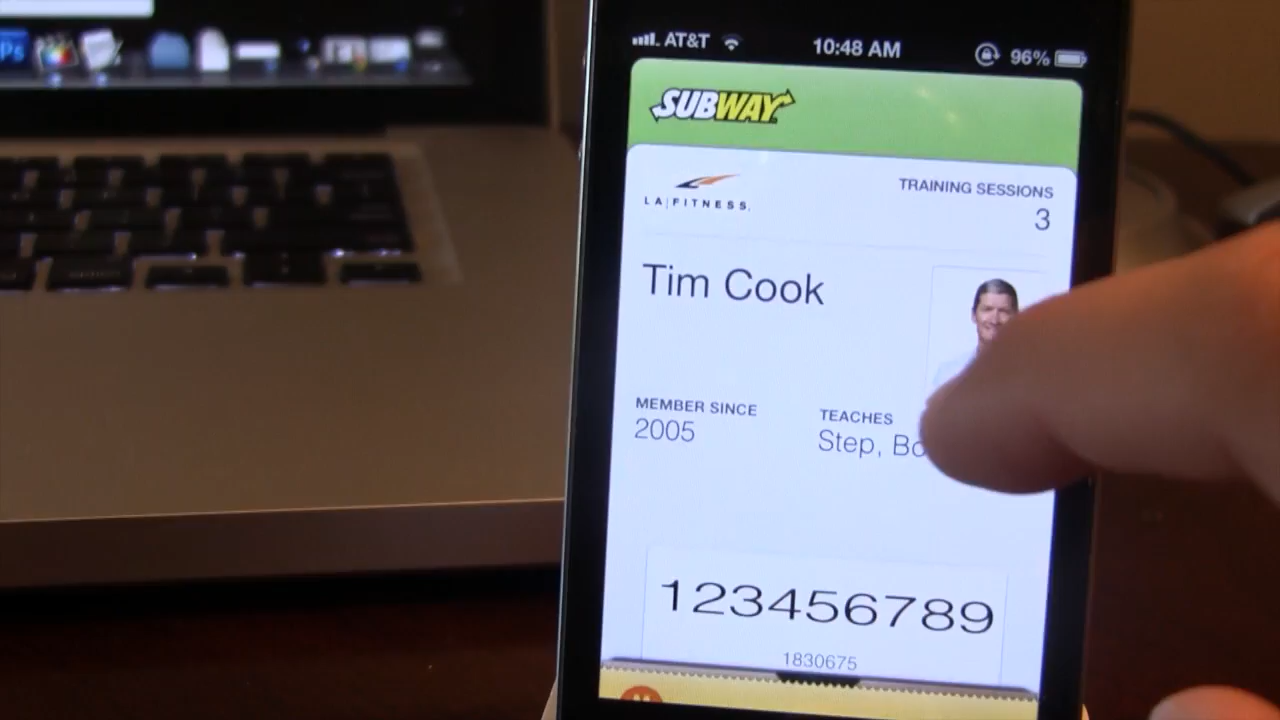 Ps
AT&T 10:48 AM 96%
SUBWAY
LA|FITNESS.
TRAINING SESSIONS
3
Tim Cook
MEMBER SINCE
2005
TEACHES
Step, Bo
123456789
1830675